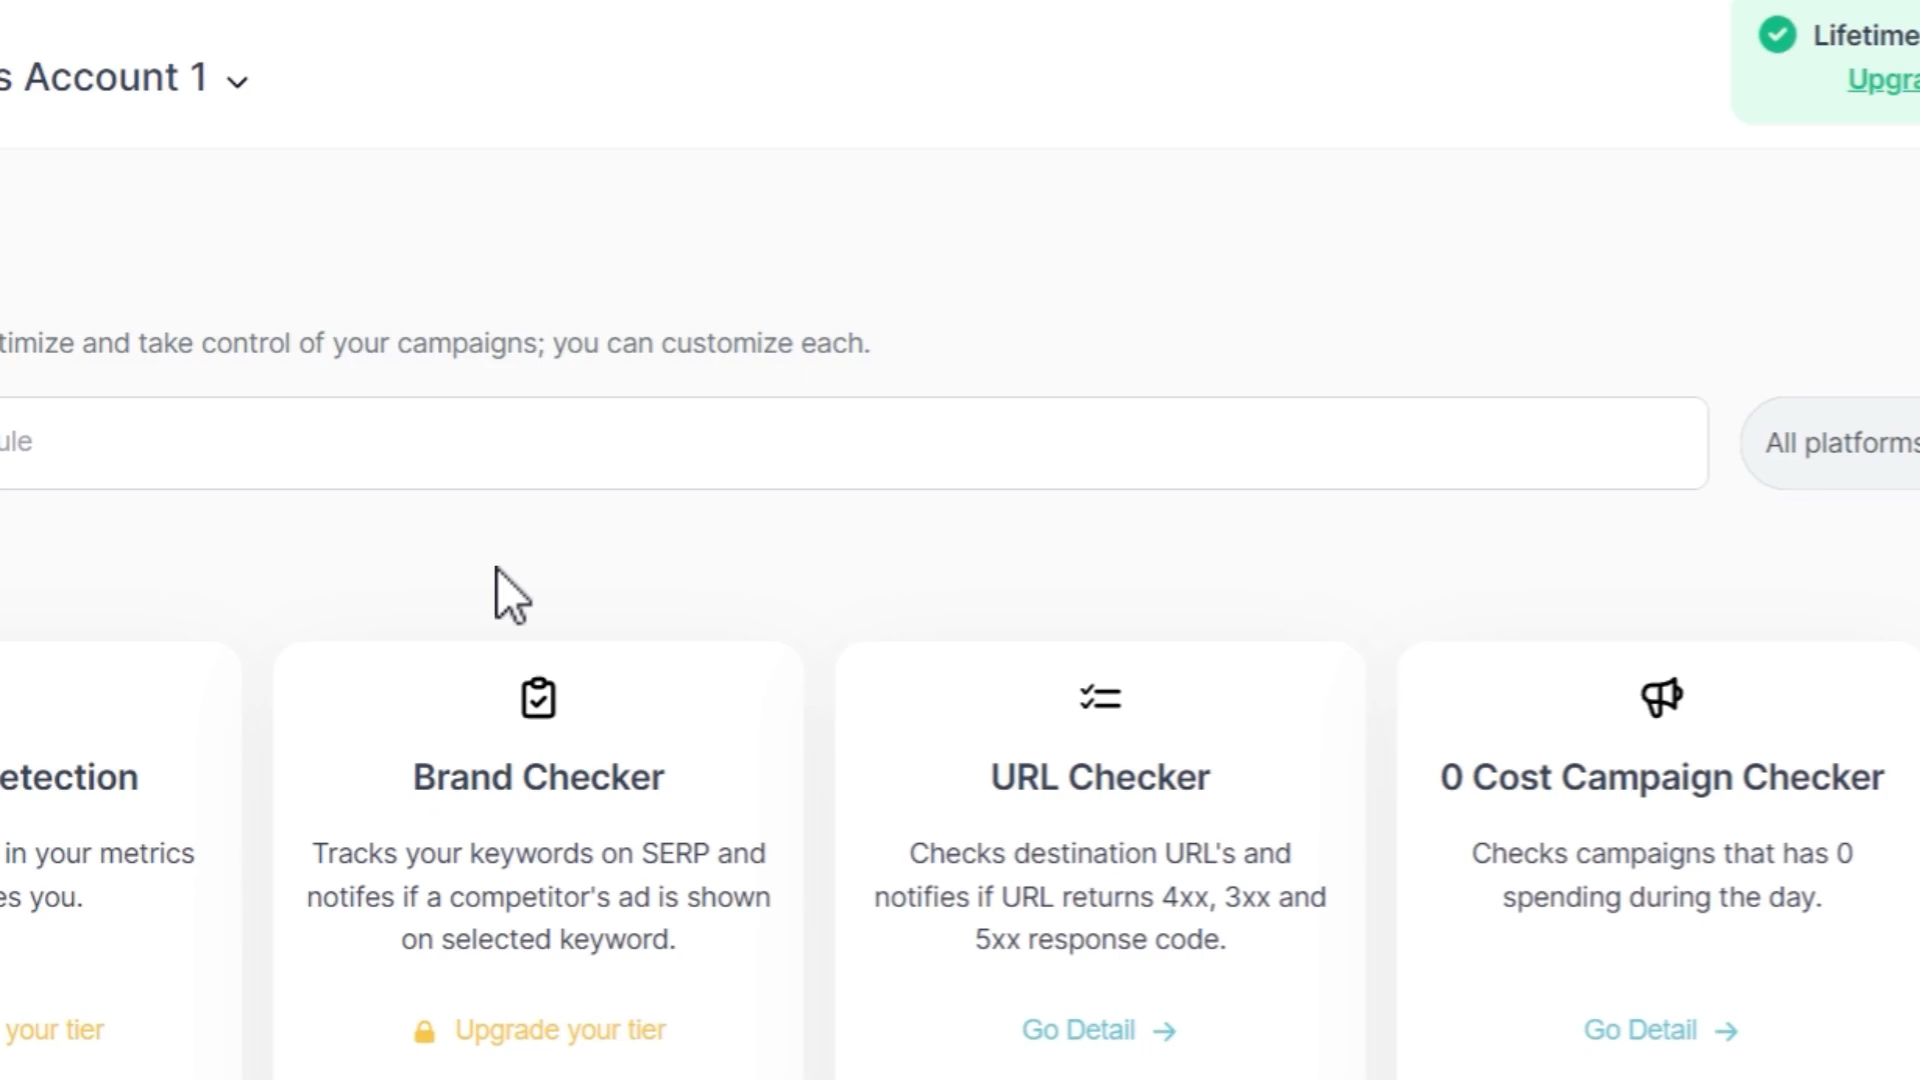 s Account 1
Lifetime
Upgra
timize and take control of your campaigns; you can customize each.
ule
All platforms
etection
in your metrics
es you.
your tier
Brand Checker
Tracks your keywords on SERP and
notifes if a competitor's ad is shown
on selected keyword.
Upgrade your tier
URL Checker
Checks destination URL's and
notifies if URL returns 4xx, 3xx and
5xx response code.
Go Detail →
0 Cost Campaign Checker
Checks campaigns that has 0
spending during the day.
Go Detail →